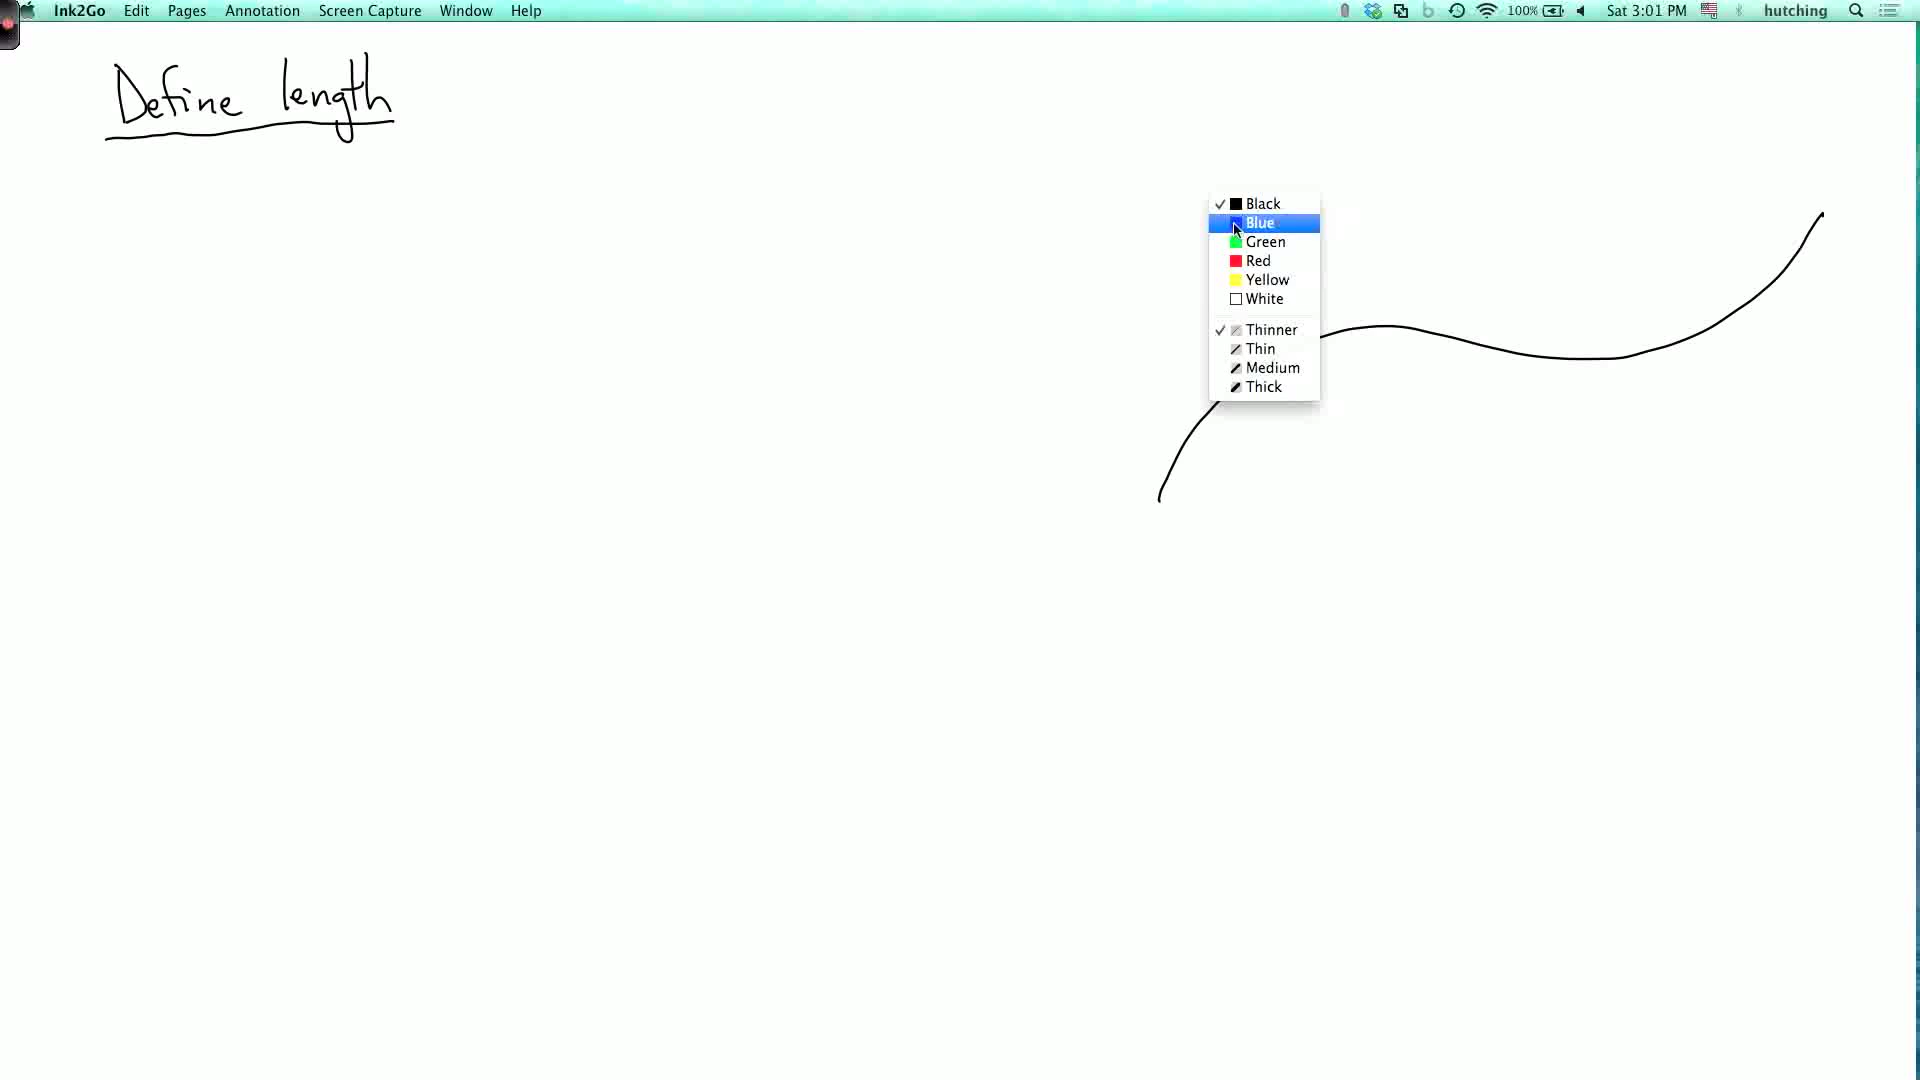 Ink2Go Edit Pages Annotation Screen Capture Window Help 100% Sat 3:01 PM hutching
Define length
Black
Blue
Green
Red
Yellow
White
Thinner
Thin
Medium
Thick